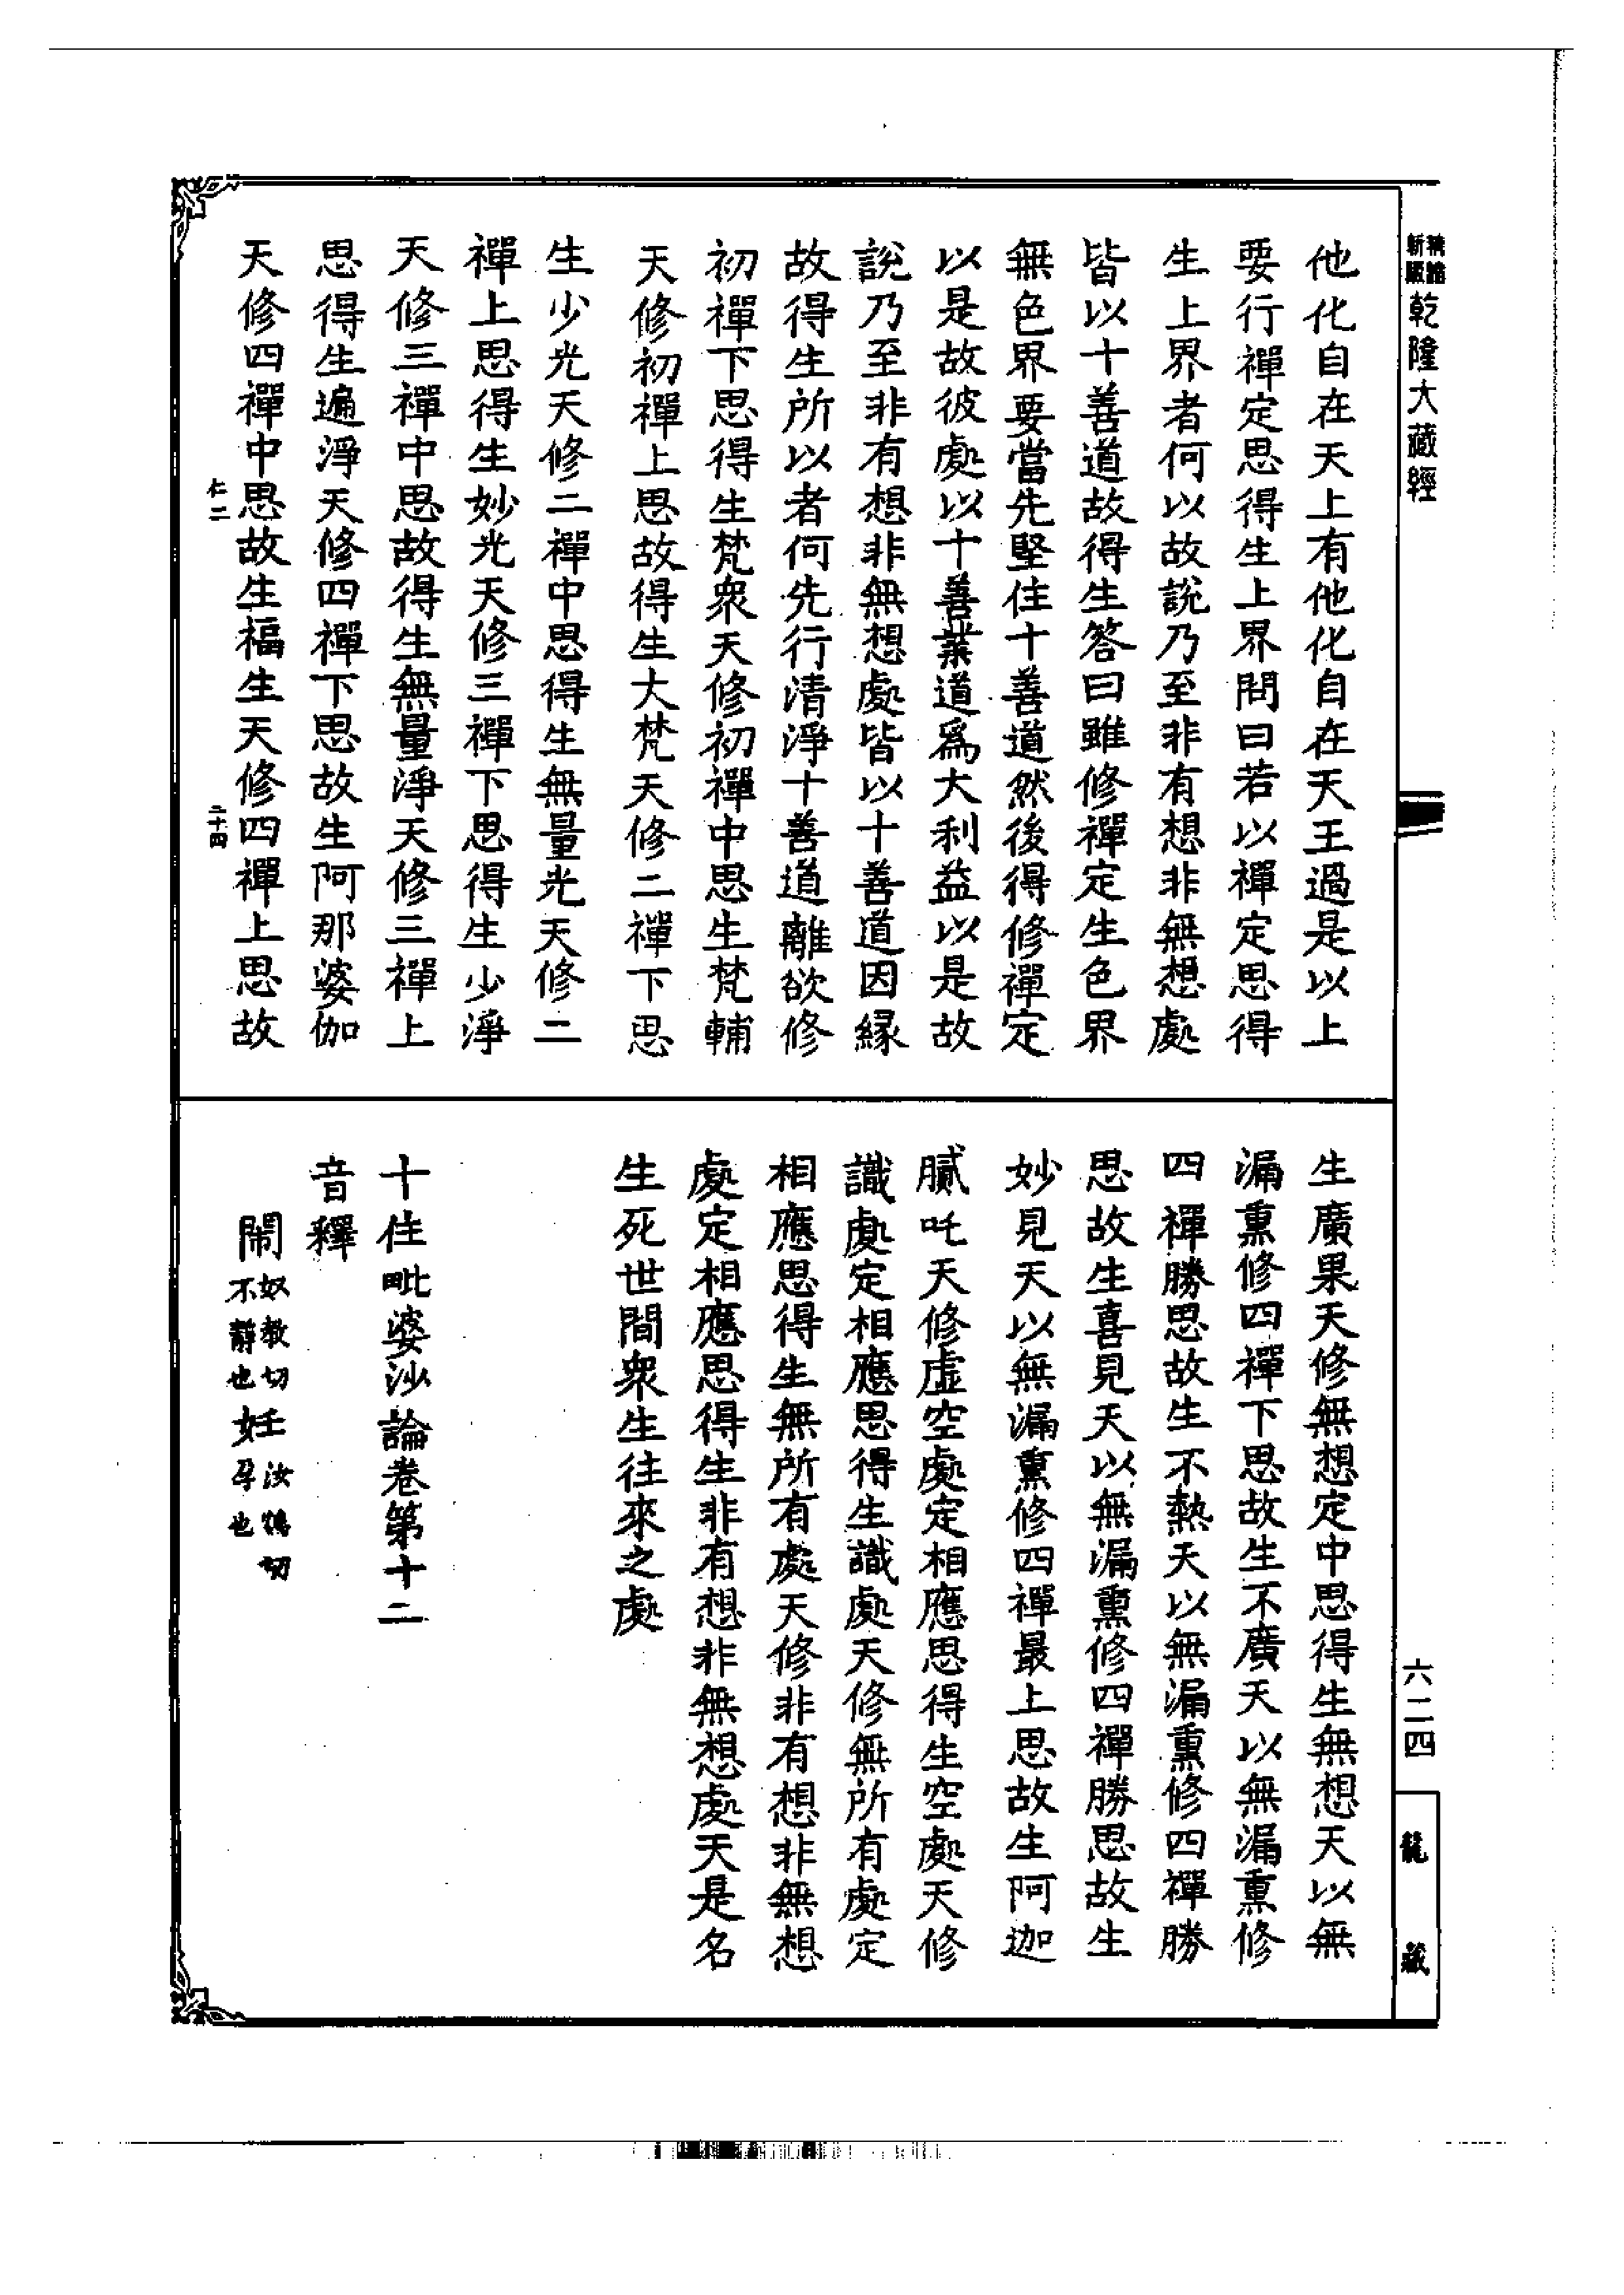 新版
乾隆大藏經
他化自在天上有他化自在天王過是以上
要行禪定思得生上界問曰若以禪定思得
生上界者何以故說乃至非有想非無想處
皆以十善道故得生答曰雖修禪定生色界
無色界要當先堅住十善道然後得修禪定
以是故彼處以十善業道爲大利益以是故
說乃至非有想非無想處皆以十善道因緣
故得生所以者何先行清淨十善道離欲修
初禪下思得生梵衆天修初禪中思生梵輔
天修初禪上思故得生大梵天修二禪下思
生少光天修二禪中思得生無量光天修二
禪上思得生妙光天修三禪下思得生少淨
天修三禪中思故得生無量淨天修三禪上
思得生遍淨天修四禪下思故生阿那婆伽
天修四禪中思故生福生天修四禪上思故
仁二
二十四
生廣果天修無想定中思得生無想天以無
漏熏修四禪下思故生不廣天以無漏熏修
四禪勝思故生不熱天以無漏熏修四禪勝
思故生喜見天以無漏熏修四禪勝思故生
妙見天以無漏熏修四禪最上思故生阿迦
膩吒天修虛空處定相應思得生空處天修
識處定相應思得生識處天修無所有處定
相應思得生無所有處天修非有想非無想
處定相應思得生非有想非無想處天是名
生死世間衆生往來之處
十住毗婆沙論卷第十二
音釋
閙奴教切不靜也妊汝鴆切孕也
六二四
龍藏